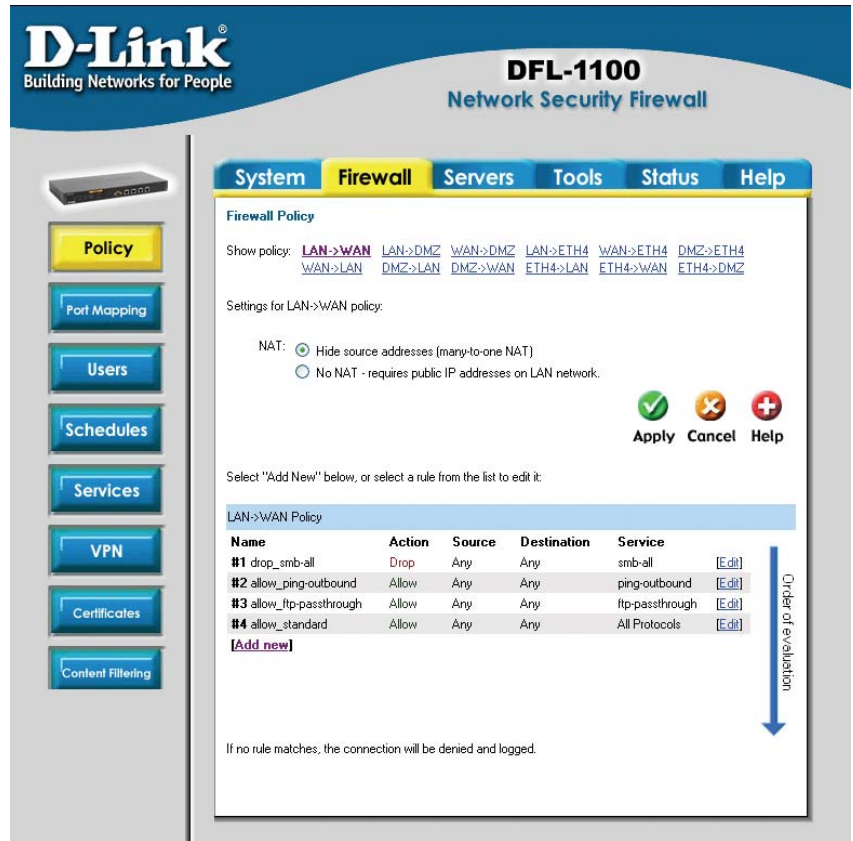 D-Link®
Building Networks for People
DFL-1100
Network Security Firewall
System Firewall Servers Tools Status Help
Policy
Port Mapping
Users
Schedules
Services
VPN
Certificates
Content Filtering
Firewall Policy
Show policy: LAN->WAN LAN->DMZ WAN->DMZ LAN->ETH4 WAN->ETH4 DMZ->ETH4
WAN->LAN DMZ->LAN DMZ->WAN ETH4->LAN ETH4->WAN ETH4->DMZ
Settings for LAN->WAN policy:
NAT: Hide source addresses (many-to-one NAT)
No NAT - requires public IP addresses on LAN network.
Apply Cancel Help
Select "Add New" below, or select a rule from the list to edit it:
LAN->WAN Policy
Name Action Source Destination Service
#1 drop_smb-all Drop Any Any smb-all [Edit]
#2 allow_ping-outbound Allow Any Any ping-outbound [Edit]
#3 allow_ftp-passthrough Allow Any Any ftp-passthrough [Edit]
#4 allow_standard Allow Any Any All Protocols [Edit]
[Add new]
Order of evaluation
If no rule matches, the connection will be denied and logged.